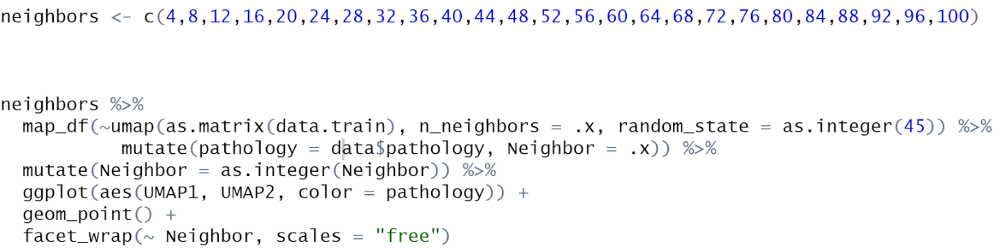 neighbors <- c(4,8,12,16,20,24,28,32,36,40,44,48,52,56,60,64,68,72,76,80,84,88,92,96,100)
neighbors %>%
map_df(~umap(as.matrix(data.train), n_neighbors = .x, random_state = as.integer(45)) %>%
mutate(pathology = data$pathology, Neighbor = .x)) %>%
mutate(Neighbor = as.integer(Neighbor)) %>%
ggplot(aes(UMAP1, UMAP2, color = pathology)) +
geom_point() +
facet_wrap(~ Neighbor, scales = "free")